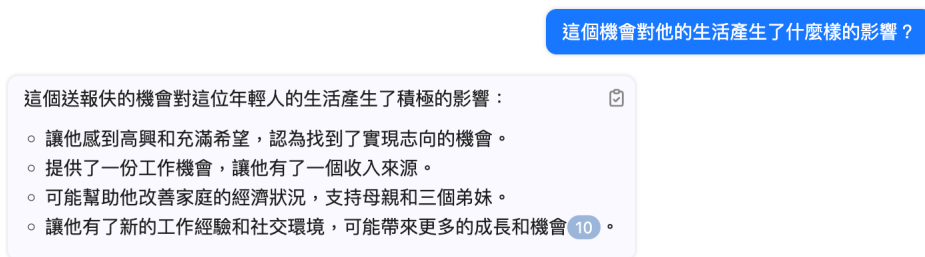 這個機會對他的生活產生了什麼樣的影響？
這個送報伕的機會對這位年輕人的生活產生了積極的影響：
◦ 讓他感到高興和充滿希望，認為找到了實現志向的機會。
◦ 提供了一份工作機會，讓他有了一個收入來源。
◦ 可能幫助他改善家庭的經濟狀況，支持母親和三個弟妹。
◦ 讓他有了新的工作經驗和社交環境，可能帶來更多的成長和機會 10 。